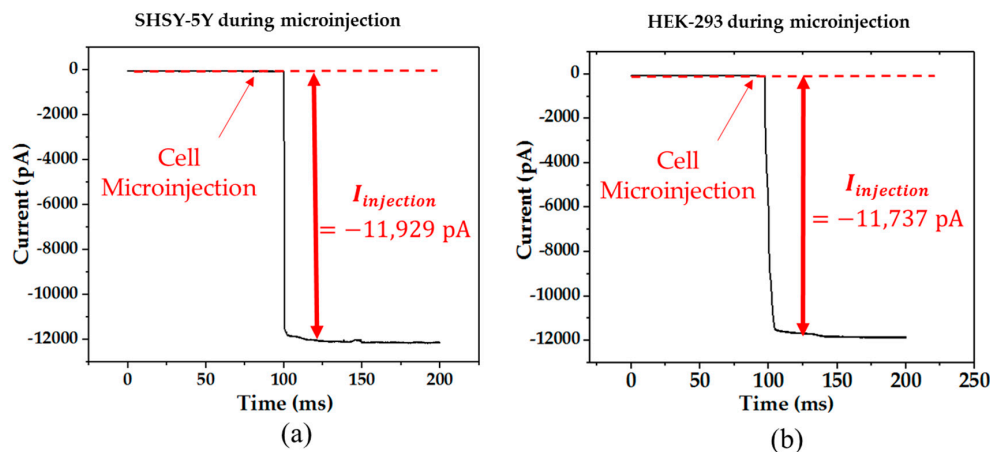 SHSY-5Y during microinjection
0
-2000
-4000
-6000
-8000
-10000
-12000
Current (pA)
Cell
Microinjection
I_injection
= −11,929 pA
0 50 100 150 200
Time (ms)
(a)
HEK-293 during microinjection
0
-2000
-4000
-6000
-8000
-10000
-12000
Current (pA)
Cell
Microinjection
I_injection
= −11,737 pA
0 50 100 150 200 250
Time (ms)
(b)